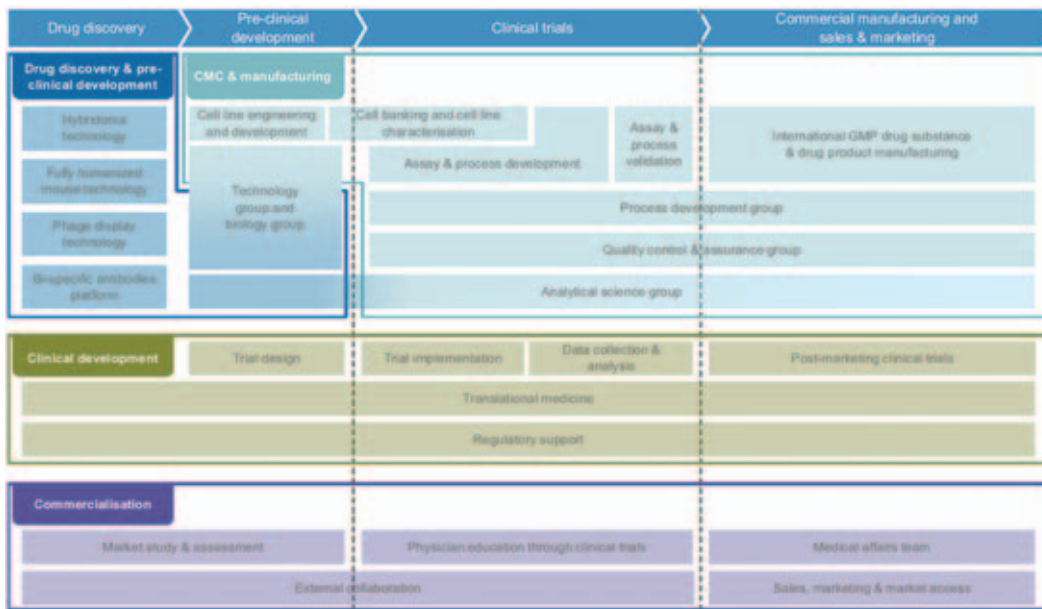 Drug discovery
Pre-clinical
development
Clinical trials
Commercial manufacturing and
sales & marketing
Drug discovery & pre-
clinical development
CMC & manufacturing
Hybridoma
technology
Fully humanized
mouse technology
Phage display
technology
Bi-specific antibodies
platform
Cell line engineering
and development
Cell banking and cell line
characterisation
Assay & process development
Assay &
process
validation
International GMP drug substance
& drug product manufacturing
Technology
group and
biology group
Process development group
Quality control & assurance group
Analytical science group
Clinical development
Trial design
Trial implementation
Data collection &
analysis
Post-marketing clinical trials
Translational medicine
Regulatory support
Commercialisation
Market study & assessment
Physician education through clinical trials
Medical affairs team
External collaboration
Sales, marketing & market access